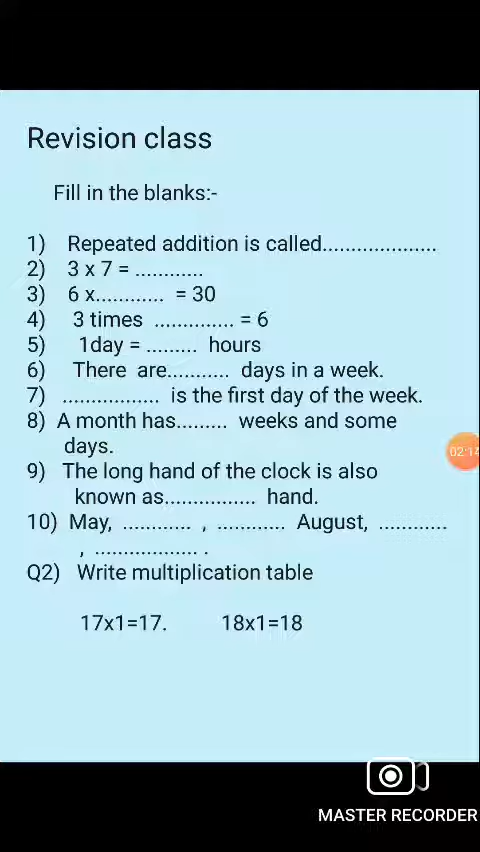 Revision class
Fill in the blanks:-
1) Repeated addition is called....................
2) 3 x 7 = ............
3) 6 x............ = 30
4) 3 times .............. = 6
5) 1day = ......... hours
6) There are........... days in a week.
7) ................. is the first day of the week.
8) A month has......... weeks and some
days.
9) The long hand of the clock is also
known as................ hand.
10) May, ............ , ............ August, ............
, .................. .
Q2) Write multiplication table
17x1=17. 18x1=18
02:14
MASTER RECORDER